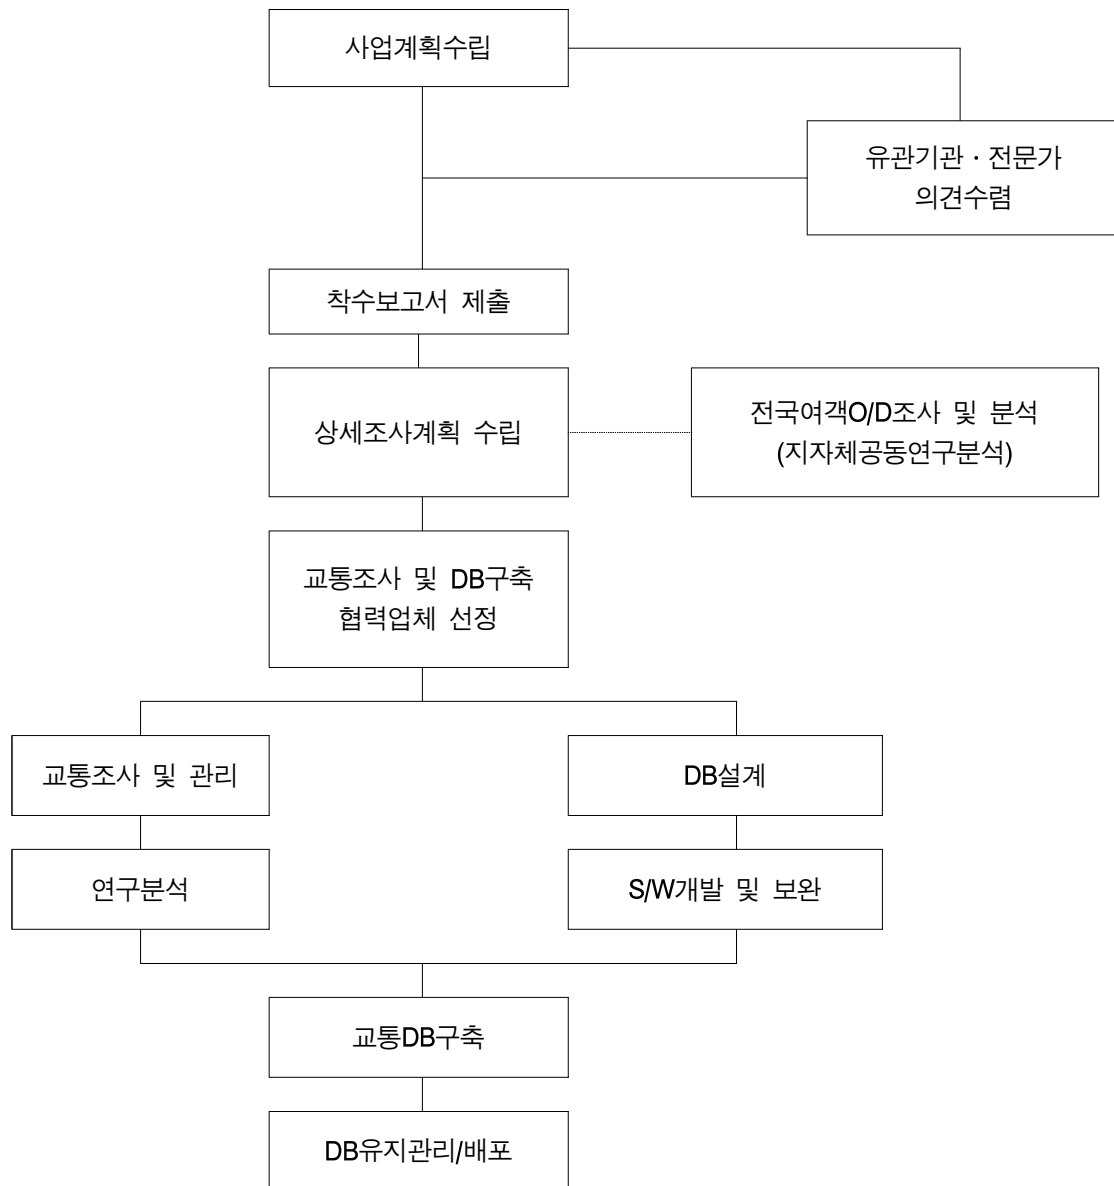 사업계획수립
유관기관 · 전문가
의견수렴
착수보고서 제출
상세조사계획 수립
전국여객O/D조사 및 분석
(지자체공동연구분석)
교통조사 및 DB구축
협력업체 선정
교통조사 및 관리
DB설계
연구분석
S/W개발 및 보완
교통DB구축
DB유지관리/배포